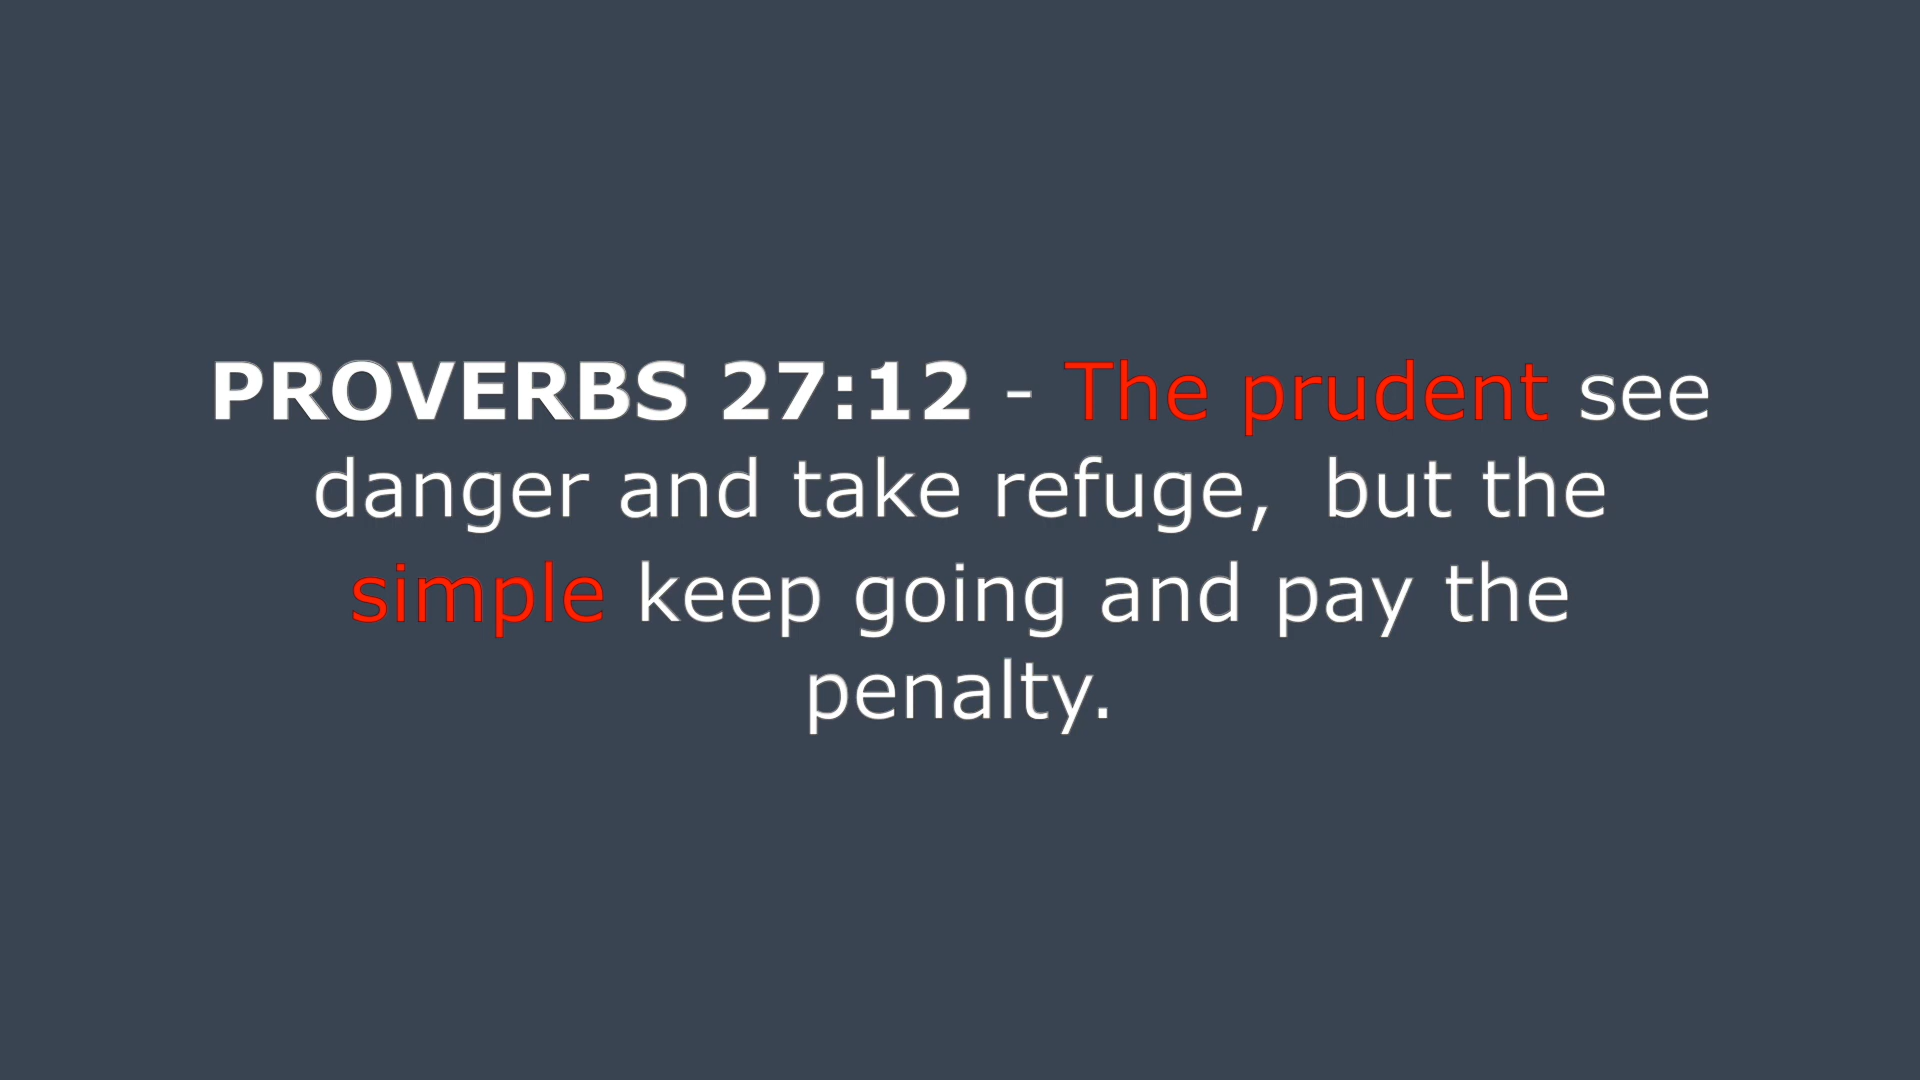 PROVERBS 27:12 - The prudent see
danger and take refuge,  but the
simple keep going and pay the
penalty.